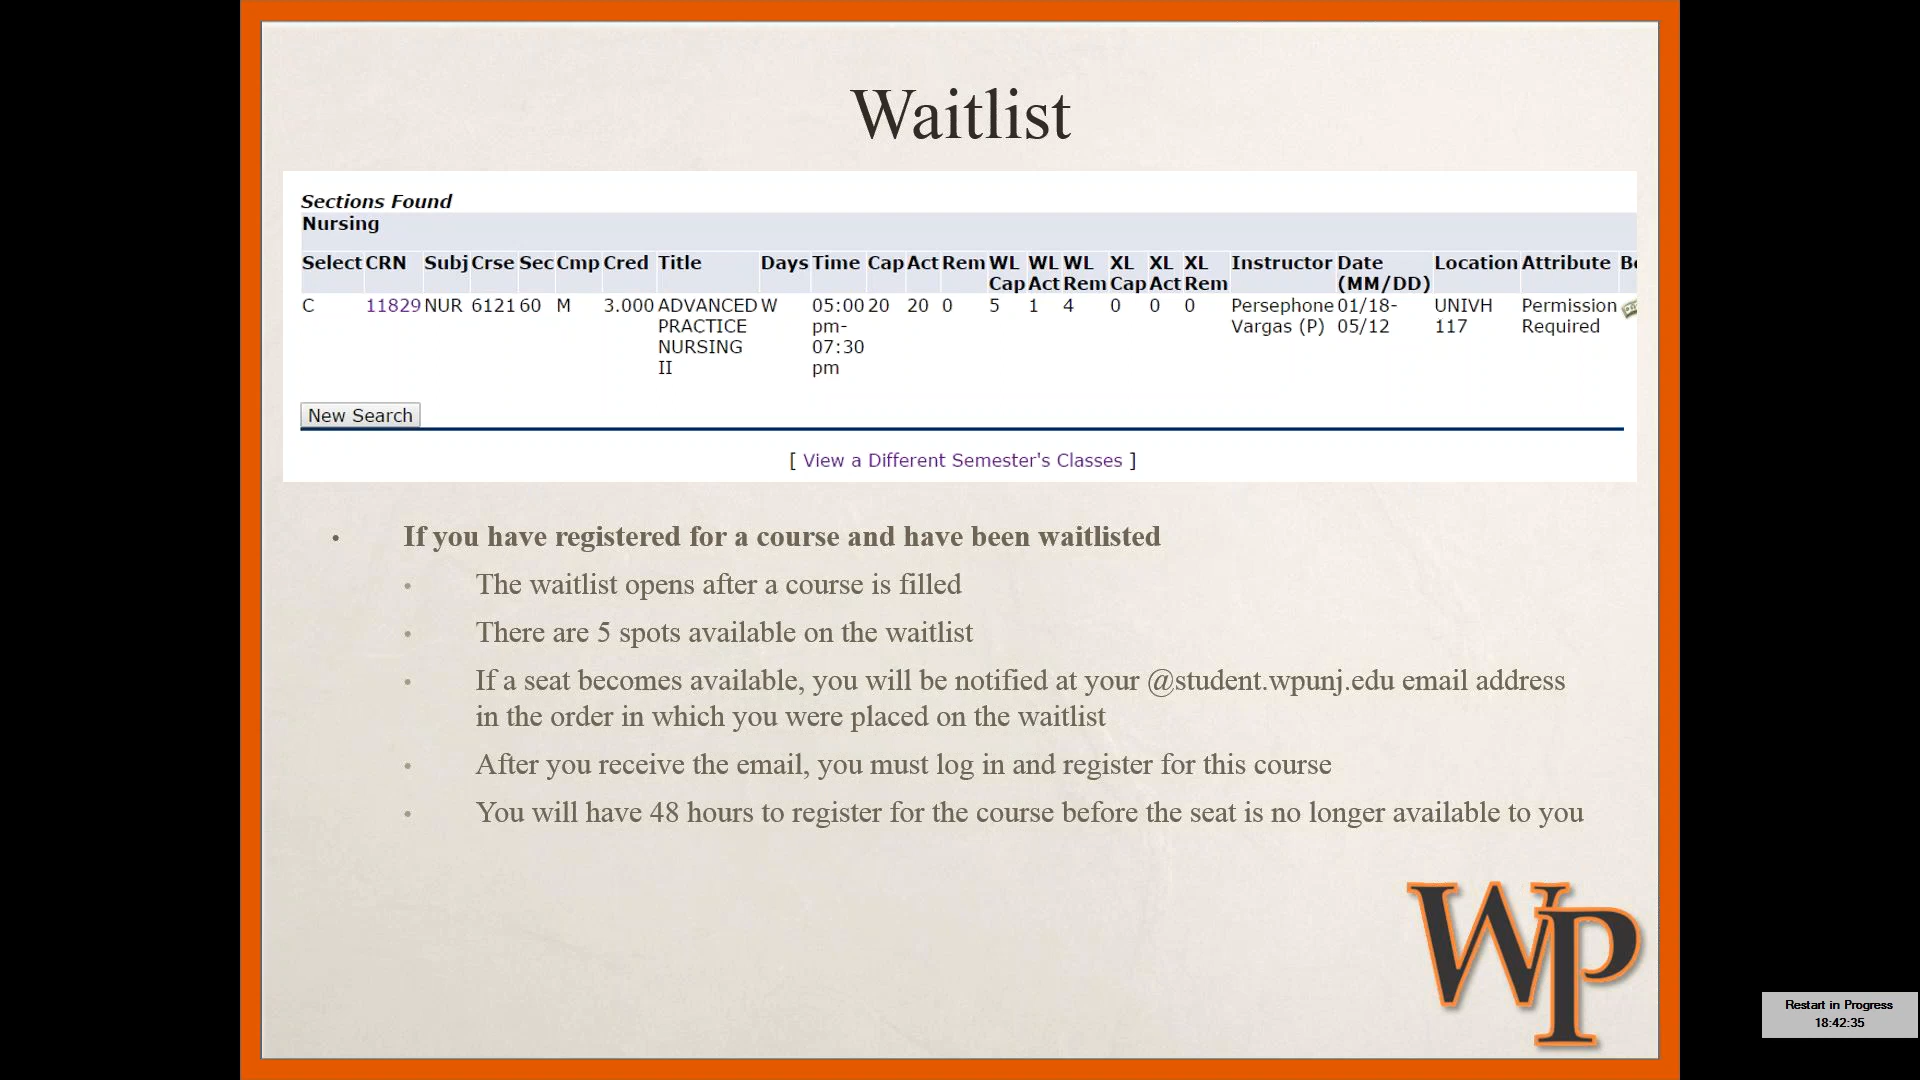 Waitlist
Sections Found
Nursing
Select CRN Subj Crse Sec Cmp Cred Title Days Time Cap Act Rem WL WL WL XL XL XL Instructor Date Location Attribute
Cap Act Rem Cap Act Rem (MM/DD)
C 11829 NUR 6121 60 M 3.000 ADVANCED W 05:00 20 20 0 5 1 4 0 0 0 Persephone 01/18- UNIVH Permission
PRACTICE pm- Vargas (P) 05/12 117 Required
NURSING 07:30
II pm
New Search
[ View a Different Semester's Classes ]
• If you have registered for a course and have been waitlisted
• The waitlist opens after a course is filled
• There are 5 spots available on the waitlist
• If a seat becomes available, you will be notified at your @student.wpunj.edu email address
in the order in which you were placed on the waitlist
• After you receive the email, you must log in and register for this course
• You will have 48 hours to register for the course before the seat is no longer available to you
WP
Restart in Progress
18:42:35